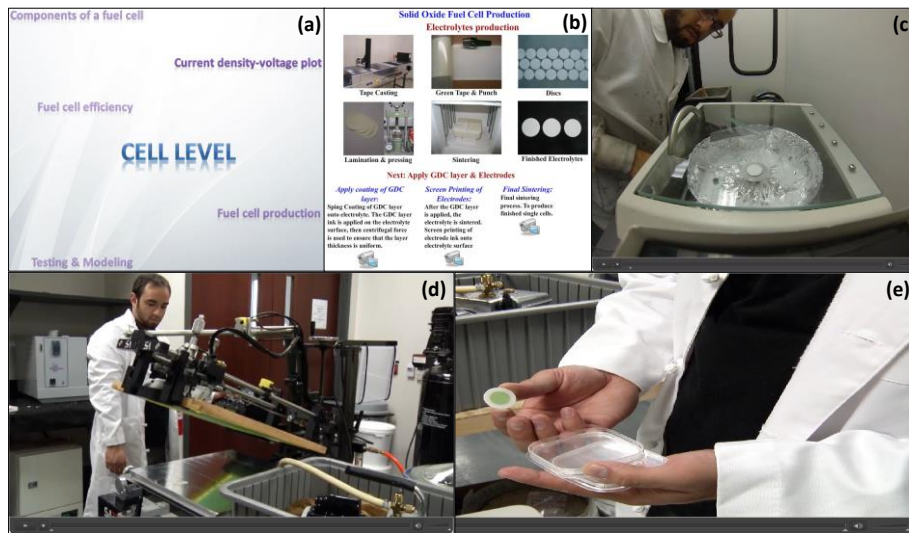 (a)
Components of a fuel cell
Current density-voltage plot
Fuel cell efficiency
CELL LEVEL
Fuel cell production
Testing & Modeling
(b)
Solid Oxide Fuel Cell Production
Electrolytes production
Tape Casting
Green Tape & Punch
Discs
Lamination & pressing
Sintering
Finished Electrolytes
Next: Apply GDC layer & Electrodes
Apply coating of GDC
layer:
Sping Coating of GDC layer
onto electrolyte. The GDC layer
ink is applied on the electrolyte
surface, then centrifugal force
is used to ensure that the layer
thickness is uniform.
Screen Printing of
Electrodes:
After the GDC layer
is applied, the
electrolyte is sintered.
Screen printing of
electrode ink onto
electrolyte surface
Final Sintering:
Final sintering
process. To produce
finished single cells.
(c)
(d)
(e)